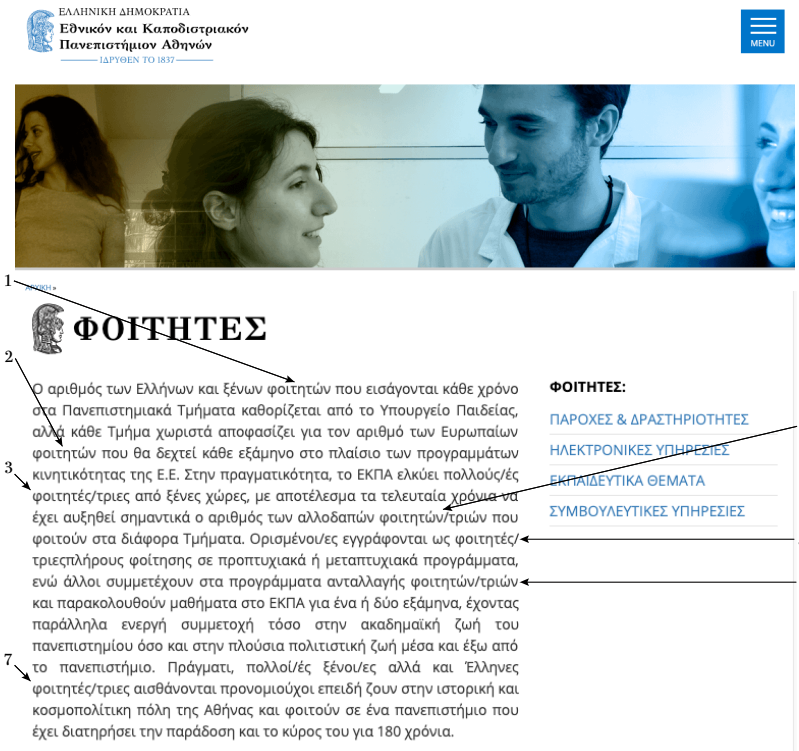 ΕΛΛΗΝΙΚΗ ΔΗΜΟΚΡΑΤΙΑ
Εθνικόν και Καποδιστριακόν
Πανεπιστήμιον Αθηνών
ΙΔΡΥΘΕΝ ΤΟ 1837
MENU
1
ΑΡΧΙΚΗ »
ΦΟΙΤΗΤΕΣ
2
Ο αριθμός των Ελλήνων και ξένων φοιτητών που εισάγονται κάθε χρόνο
στα Πανεπιστημιακά Τμήματα καθορίζεται από το Υπουργείο Παιδείας,
αλλά κάθε Τμήμα χωριστά αποφασίζει για τον αριθμό των Ευρωπαίων
φοιτητών που θα δεχτεί κάθε εξάμηνο στο πλαίσιο των προγραμμάτων
κινητικότητας της Ε.Ε. Στην πραγματικότητα, το ΕΚΠΑ ελκύει πολλούς/ές
3
φοιτητές/τριες από ξένες χώρες, με αποτέλεσμα τα τελευταία χρόνια να
έχει αυξηθεί σημαντικά ο αριθμός των αλλοδαπών φοιτητών/τριών που
φοιτούν στα διάφορα Τμήματα. Ορισμένοι/ες εγγράφονται ως φοιτητές/
τριεςπλήρους φοίτησης σε προπτυχιακά ή μεταπτυχιακά προγράμματα,
ενώ άλλοι συμμετέχουν στα προγράμματα ανταλλαγής φοιτητών/τριών
και παρακολουθούν μαθήματα στο ΕΚΠΑ για ένα ή δύο εξάμηνα, έχοντας
παράλληλα ενεργή συμμετοχή τόσο στην ακαδημαϊκή ζωή του
πανεπιστημίου όσο και στην πλούσια πολιτιστική ζωή μέσα και έξω από
7
το πανεπιστήμιο. Πράγματι, πολλοί/ές ξένοι/ες αλλά και Έλληνες
φοιτητές/τριες αισθάνονται προνομιούχοι επειδή ζουν στην ιστορική και
κοσμοπολίτικη πόλη της Αθήνας και φοιτούν σε ένα πανεπιστήμιο που
έχει διατηρήσει την παράδοση και το κύρος του για 180 χρόνια.
ΦΟΙΤΗΤΕΣ:
ΠΑΡΟΧΕΣ & ΔΡΑΣΤΗΡΙΟΤΗΤΕΣ
ΗΛΕΚΤΡΟΝΙΚΕΣ ΥΠΗΡΕΣΙΕΣ
ΕΚΠΑΙΔΕΥΤΙΚΑ ΘΕΜΑΤΑ
ΣΥΜΒΟΥΛΕΥΤΙΚΕΣ ΥΠΗΡΕΣΙΕΣ